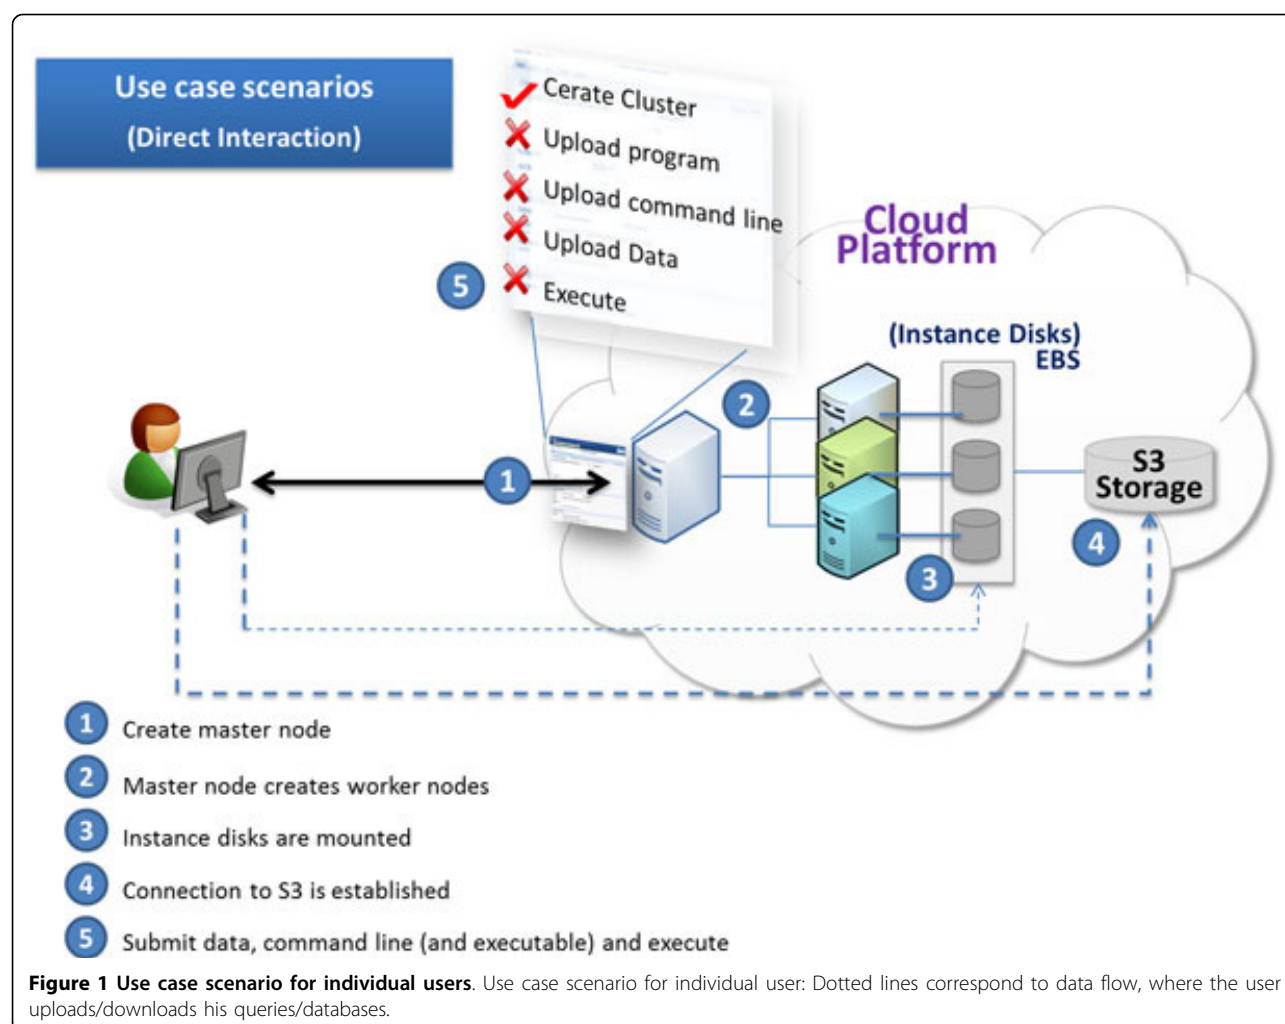 Use case scenarios
(Direct Interaction)
Cerate Cluster
Upload program
Upload command line
Upload Data
Execute
5
Cloud
Platform
(Instance Disks)
EBS
2
1
S3
Storage
4
3
1 Create master node
2 Master node creates worker nodes
3 Instance disks are mounted
4 Connection to S3 is established
5 Submit data, command line (and executable) and execute
Figure 1 Use case scenario for individual users. Use case scenario for individual user: Dotted lines correspond to data flow, where the user
uploads/downloads his queries/databases.